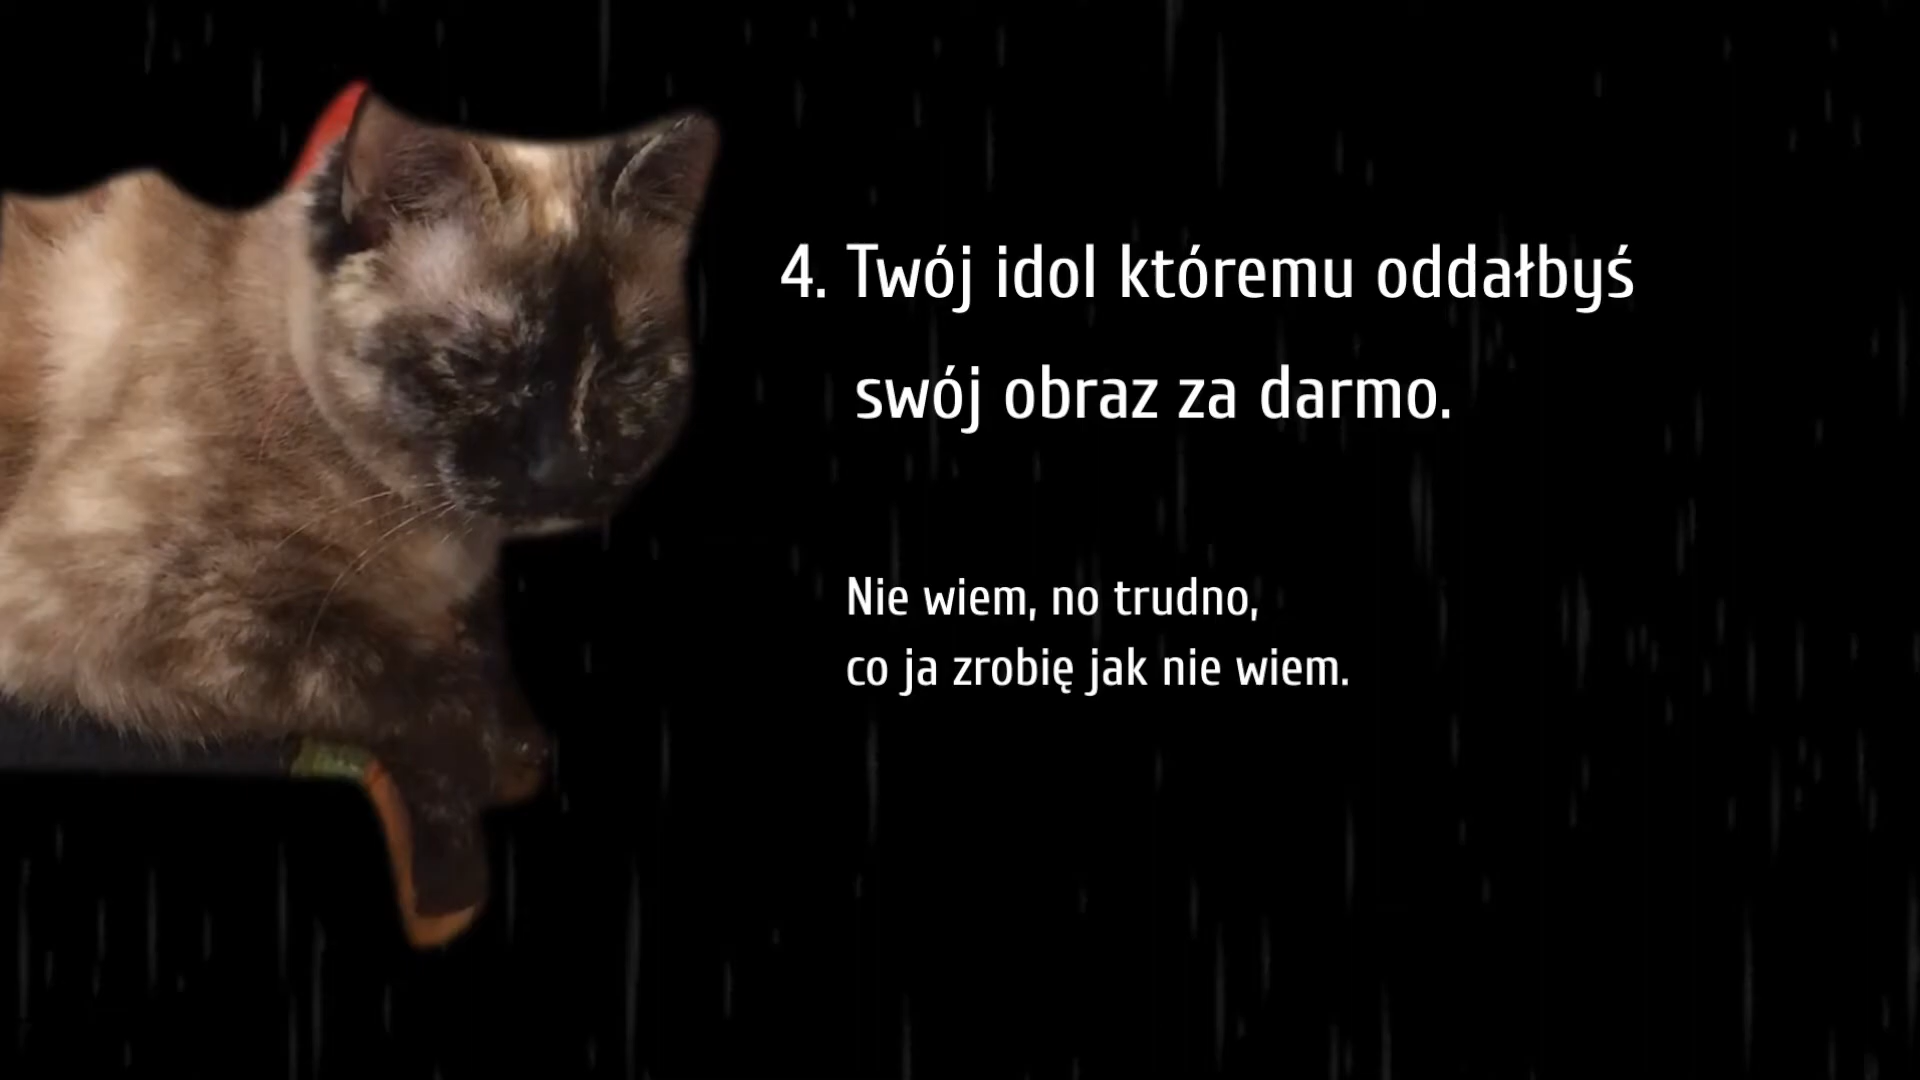 4. Twój idol któremu oddałbyś
swój obraz za darmo.
Nie wiem, no trudno,
co ja zrobię jak nie wiem.